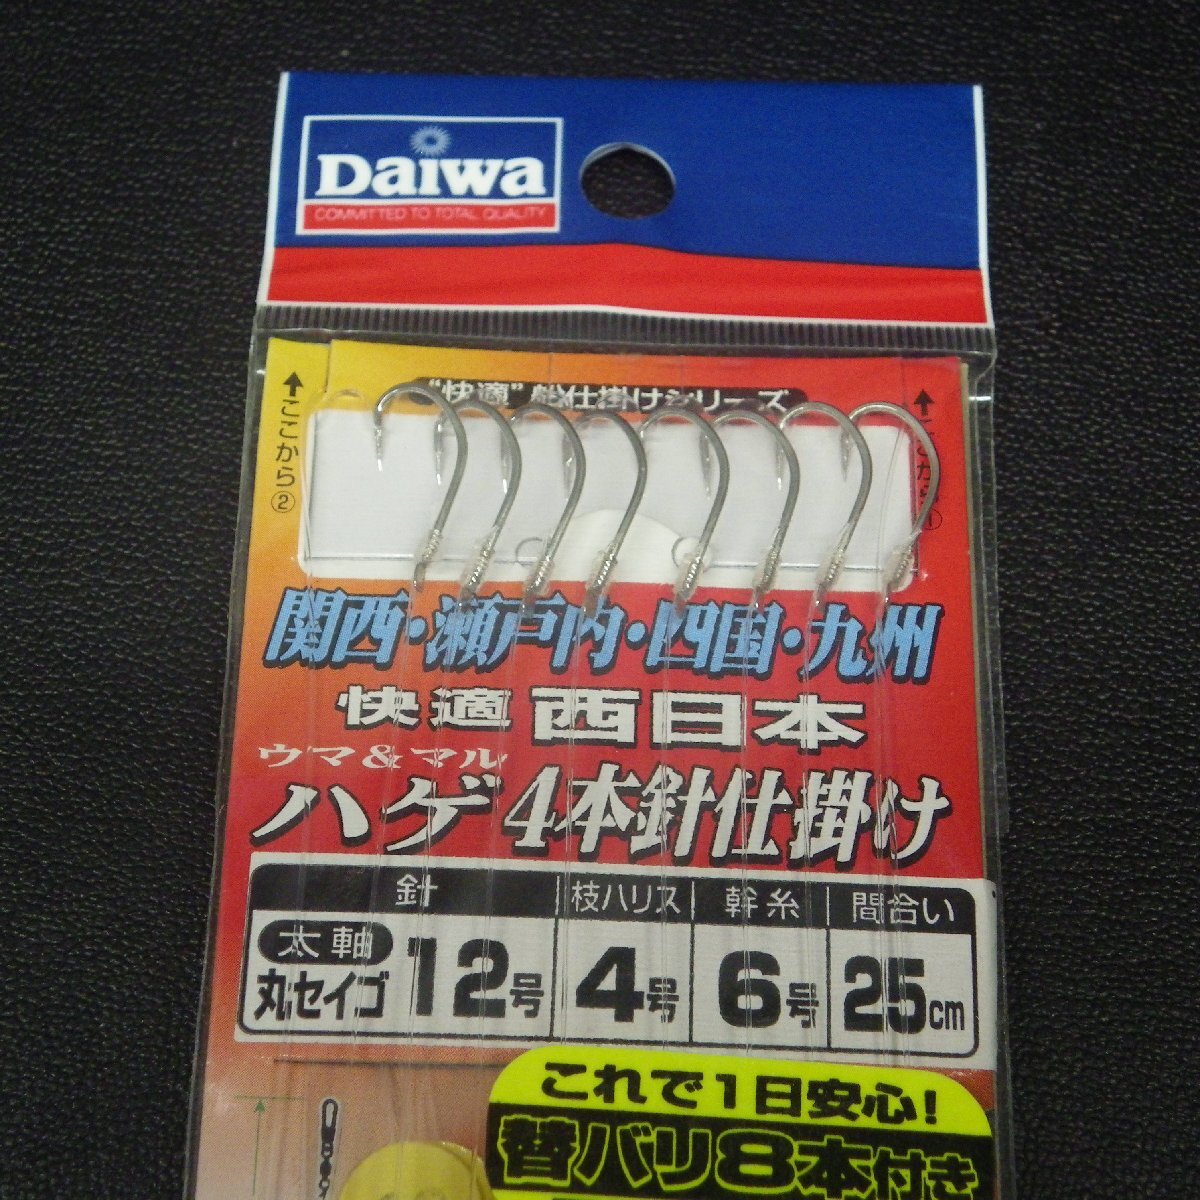 Daiwa
COMMITTED TO TOTAL QUALITY
"快適"船仕掛けシリーズ
↑ここから②
↑ここから①
関西・瀬戸内・四国・九州
快適 西日本
ウマ&マル
ハゲ4本針仕掛け
針 枝ハリス 幹糸 間合い
太軸
丸セイゴ 12号 4号 6号 25cm
これで1日安心!
替バリ8本付き